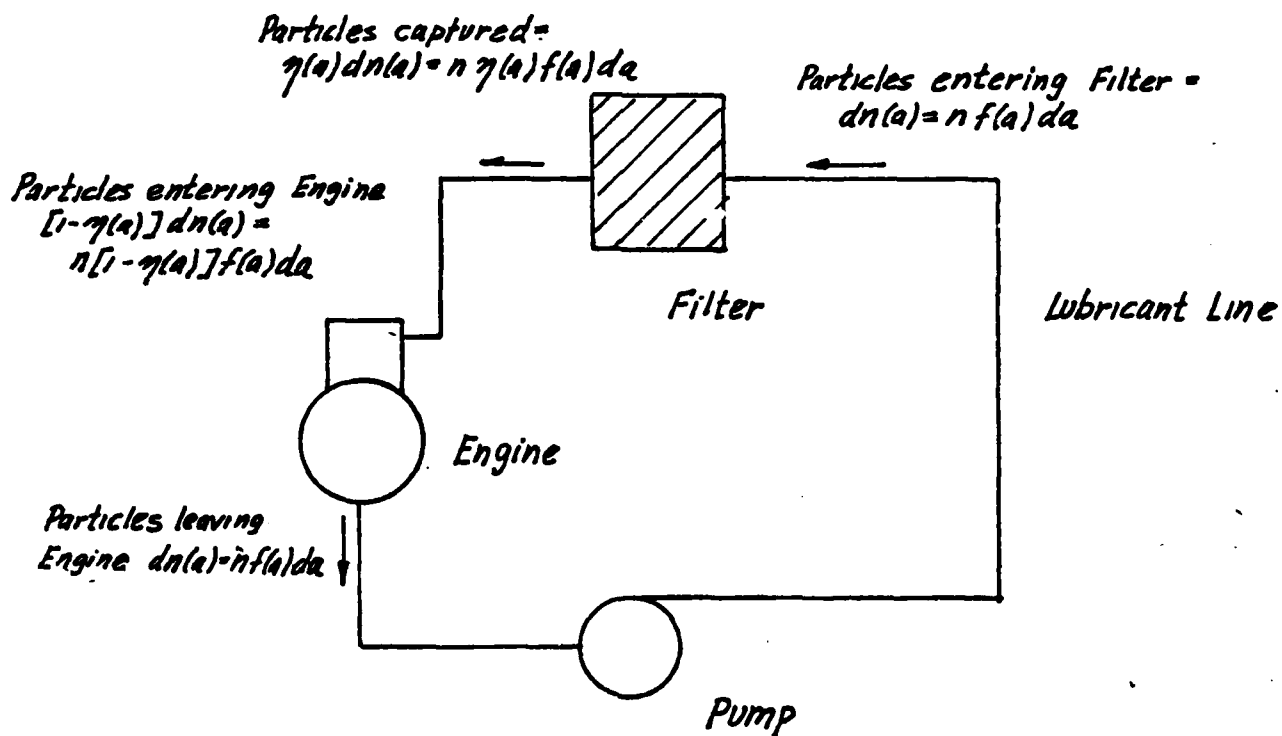 Particles captured=
η(a)dn(a)=n η(a)f(a)da
Particles entering Filter =
dn(a)=n f(a)da
Particles entering Engine
[1-η(a)]dn(a)=
n[1-η(a)]f(a)da
Filter
Lubricant Line
Engine
Particles leaving
Engine dn(a)=nf(a)da
Pump